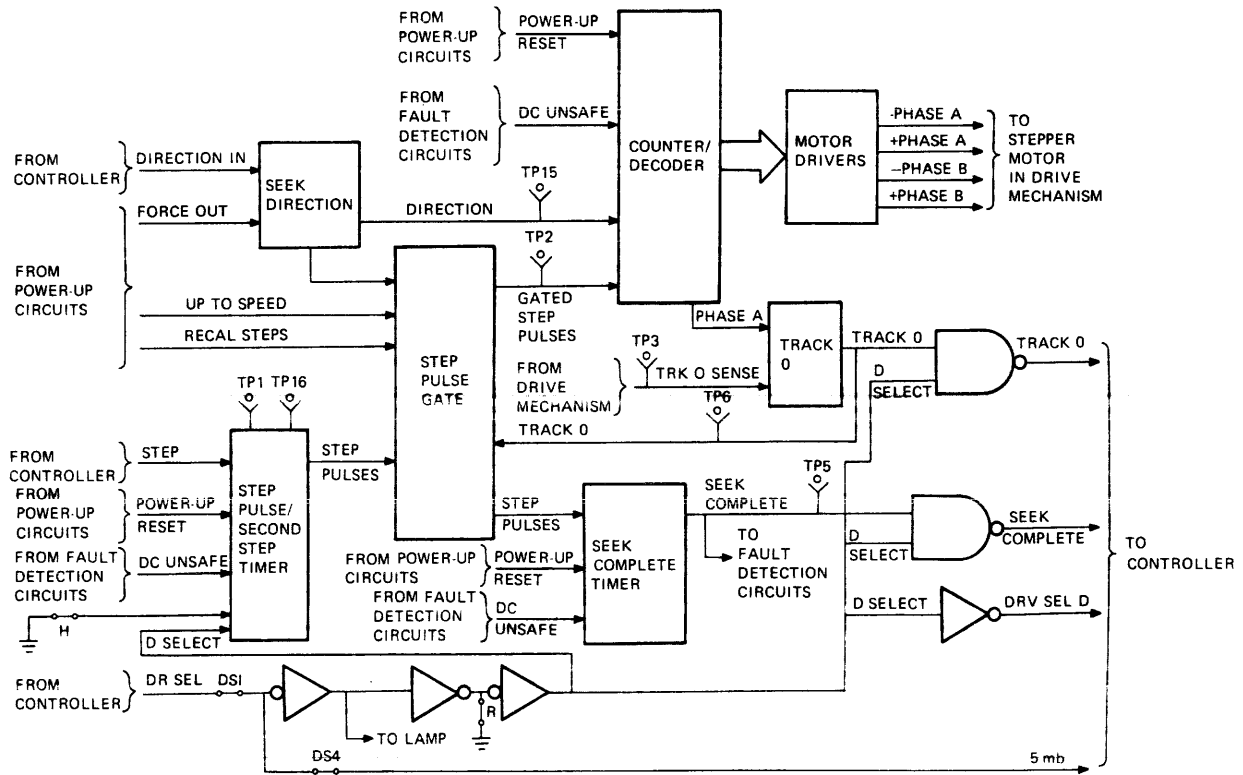 FROM
POWER-UP
CIRCUITS
POWER-UP
RESET
FROM
FAULT
DETECTION
CIRCUITS
DC UNSAFE
COUNTER/
DECODER
MOTOR
DRIVERS
-PHASE A
+PHASE A
-PHASE B
+PHASE B
TO
STEPPER
MOTOR
IN DRIVE
MECHANISM
FROM
CONTROLLER
DIRECTION IN
SEEK
DIRECTION
FORCE OUT
DIRECTION
TP15
TP2
GATED
STEP
PULSES
FROM
POWER-UP
CIRCUITS
UP TO SPEED
RECAL STEPS
STEP
PULSE
GATE
PHASE A
TRACK
0
TRACK 0
D
SELECT
TRACK 0
FROM
DRIVE
MECHANISM
TP3
TRK O SENSE
TP6
TRACK 0
TP1 TP16
FROM
CONTROLLER
STEP
FROM
POWER-UP
CIRCUITS
POWER-UP
RESET
FROM FAULT
DETECTION
CIRCUITS
DC UNSAFE
STEP
PULSE/
SECOND
STEP
TIMER
STEP
PULSES
H
D SELECT
STEP
PULSES
FROM POWER-UP
CIRCUITS
POWER-UP
RESET
FROM FAULT
DETECTION
CIRCUITS
DC
UNSAFE
SEEK
COMPLETE
TIMER
SEEK
COMPLETE
TP5
TO
FAULT
DETECTION
CIRCUITS
D
SELECT
SEEK
COMPLETE
D SELECT
DRV SEL D
TO
CONTROLLER
FROM
CONTROLLER
DR SEL
DS1
TO LAMP
R
DS4
5 mb